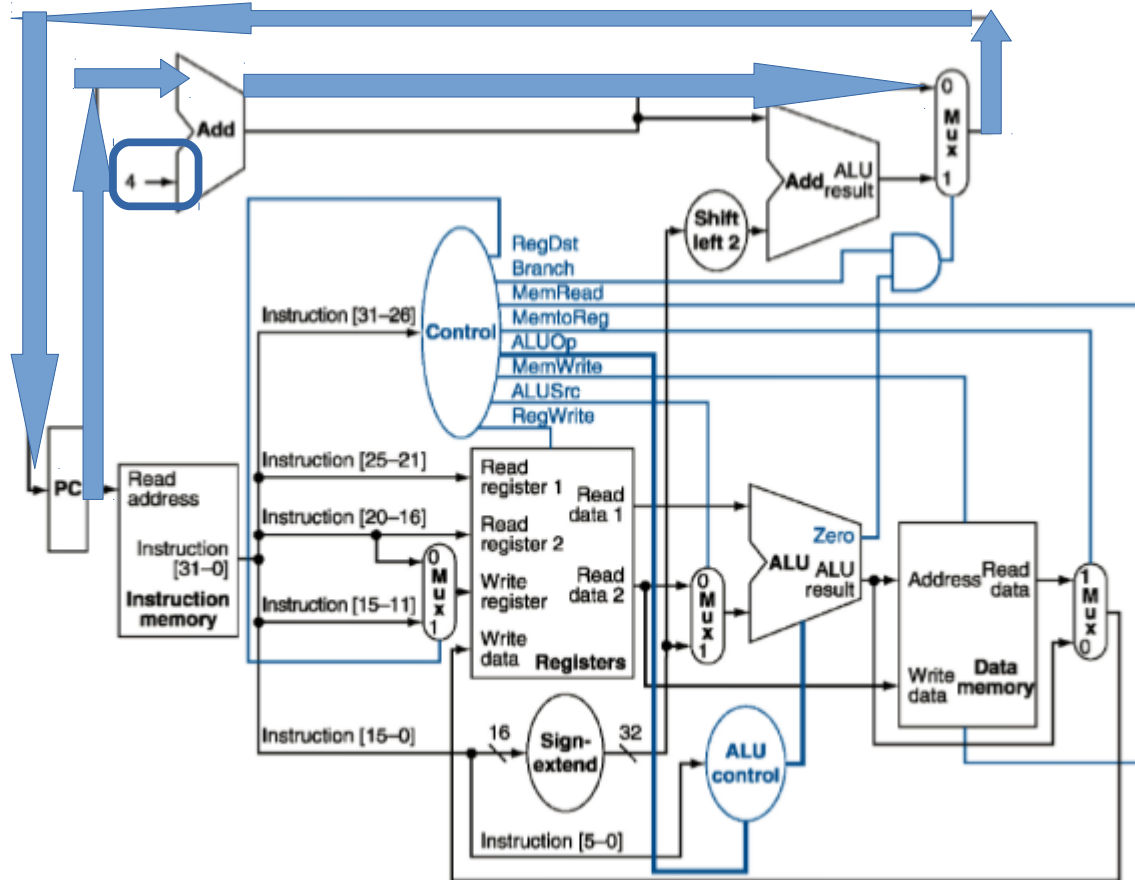 0
Mux
1
Add
4
Add
ALU
result
Shift
left 2
RegDst
Branch
MemRead
MemtoReg
ALUOp
MemWrite
ALUSrc
RegWrite
Control
Instruction [31–26]
PC
Read
address
Instruction
[31–0]
Instruction
memory
Instruction [25–21]
Instruction [20–16]
Instruction [15–11]
0
Mux
1
Read
register 1
Read
register 2
Write
register
Write
data
Read
data 1
Read
data 2
Registers
0
Mux
1
Zero
ALU
ALU
result
Address
Read
data
Write
data
Data
memory
1
Mux
0
Instruction [15–0]
16
Sign-
extend
32
ALU
control
Instruction [5–0]